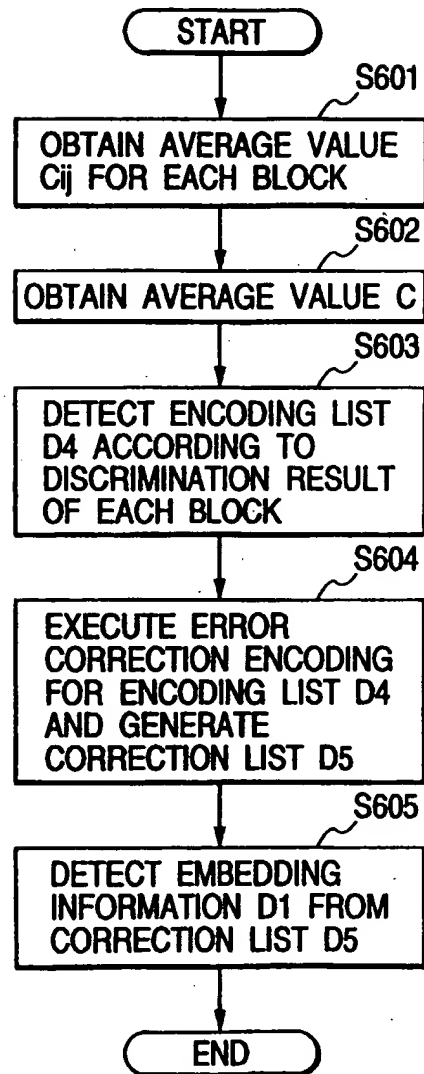 START
S601
OBTAIN AVERAGE VALUE
Cij FOR EACH BLOCK
S602
OBTAIN AVERAGE VALUE C
S603
DETECT ENCODING LIST
D4 ACCORDING TO
DISCRIMINATION RESULT
OF EACH BLOCK
S604
EXECUTE ERROR
CORRECTION ENCODING
FOR ENCODING LIST D4
AND GENERATE
CORRECTION LIST D5
S605
DETECT EMBEDDING
INFORMATION D1 FROM
CORRECTION LIST D5
END